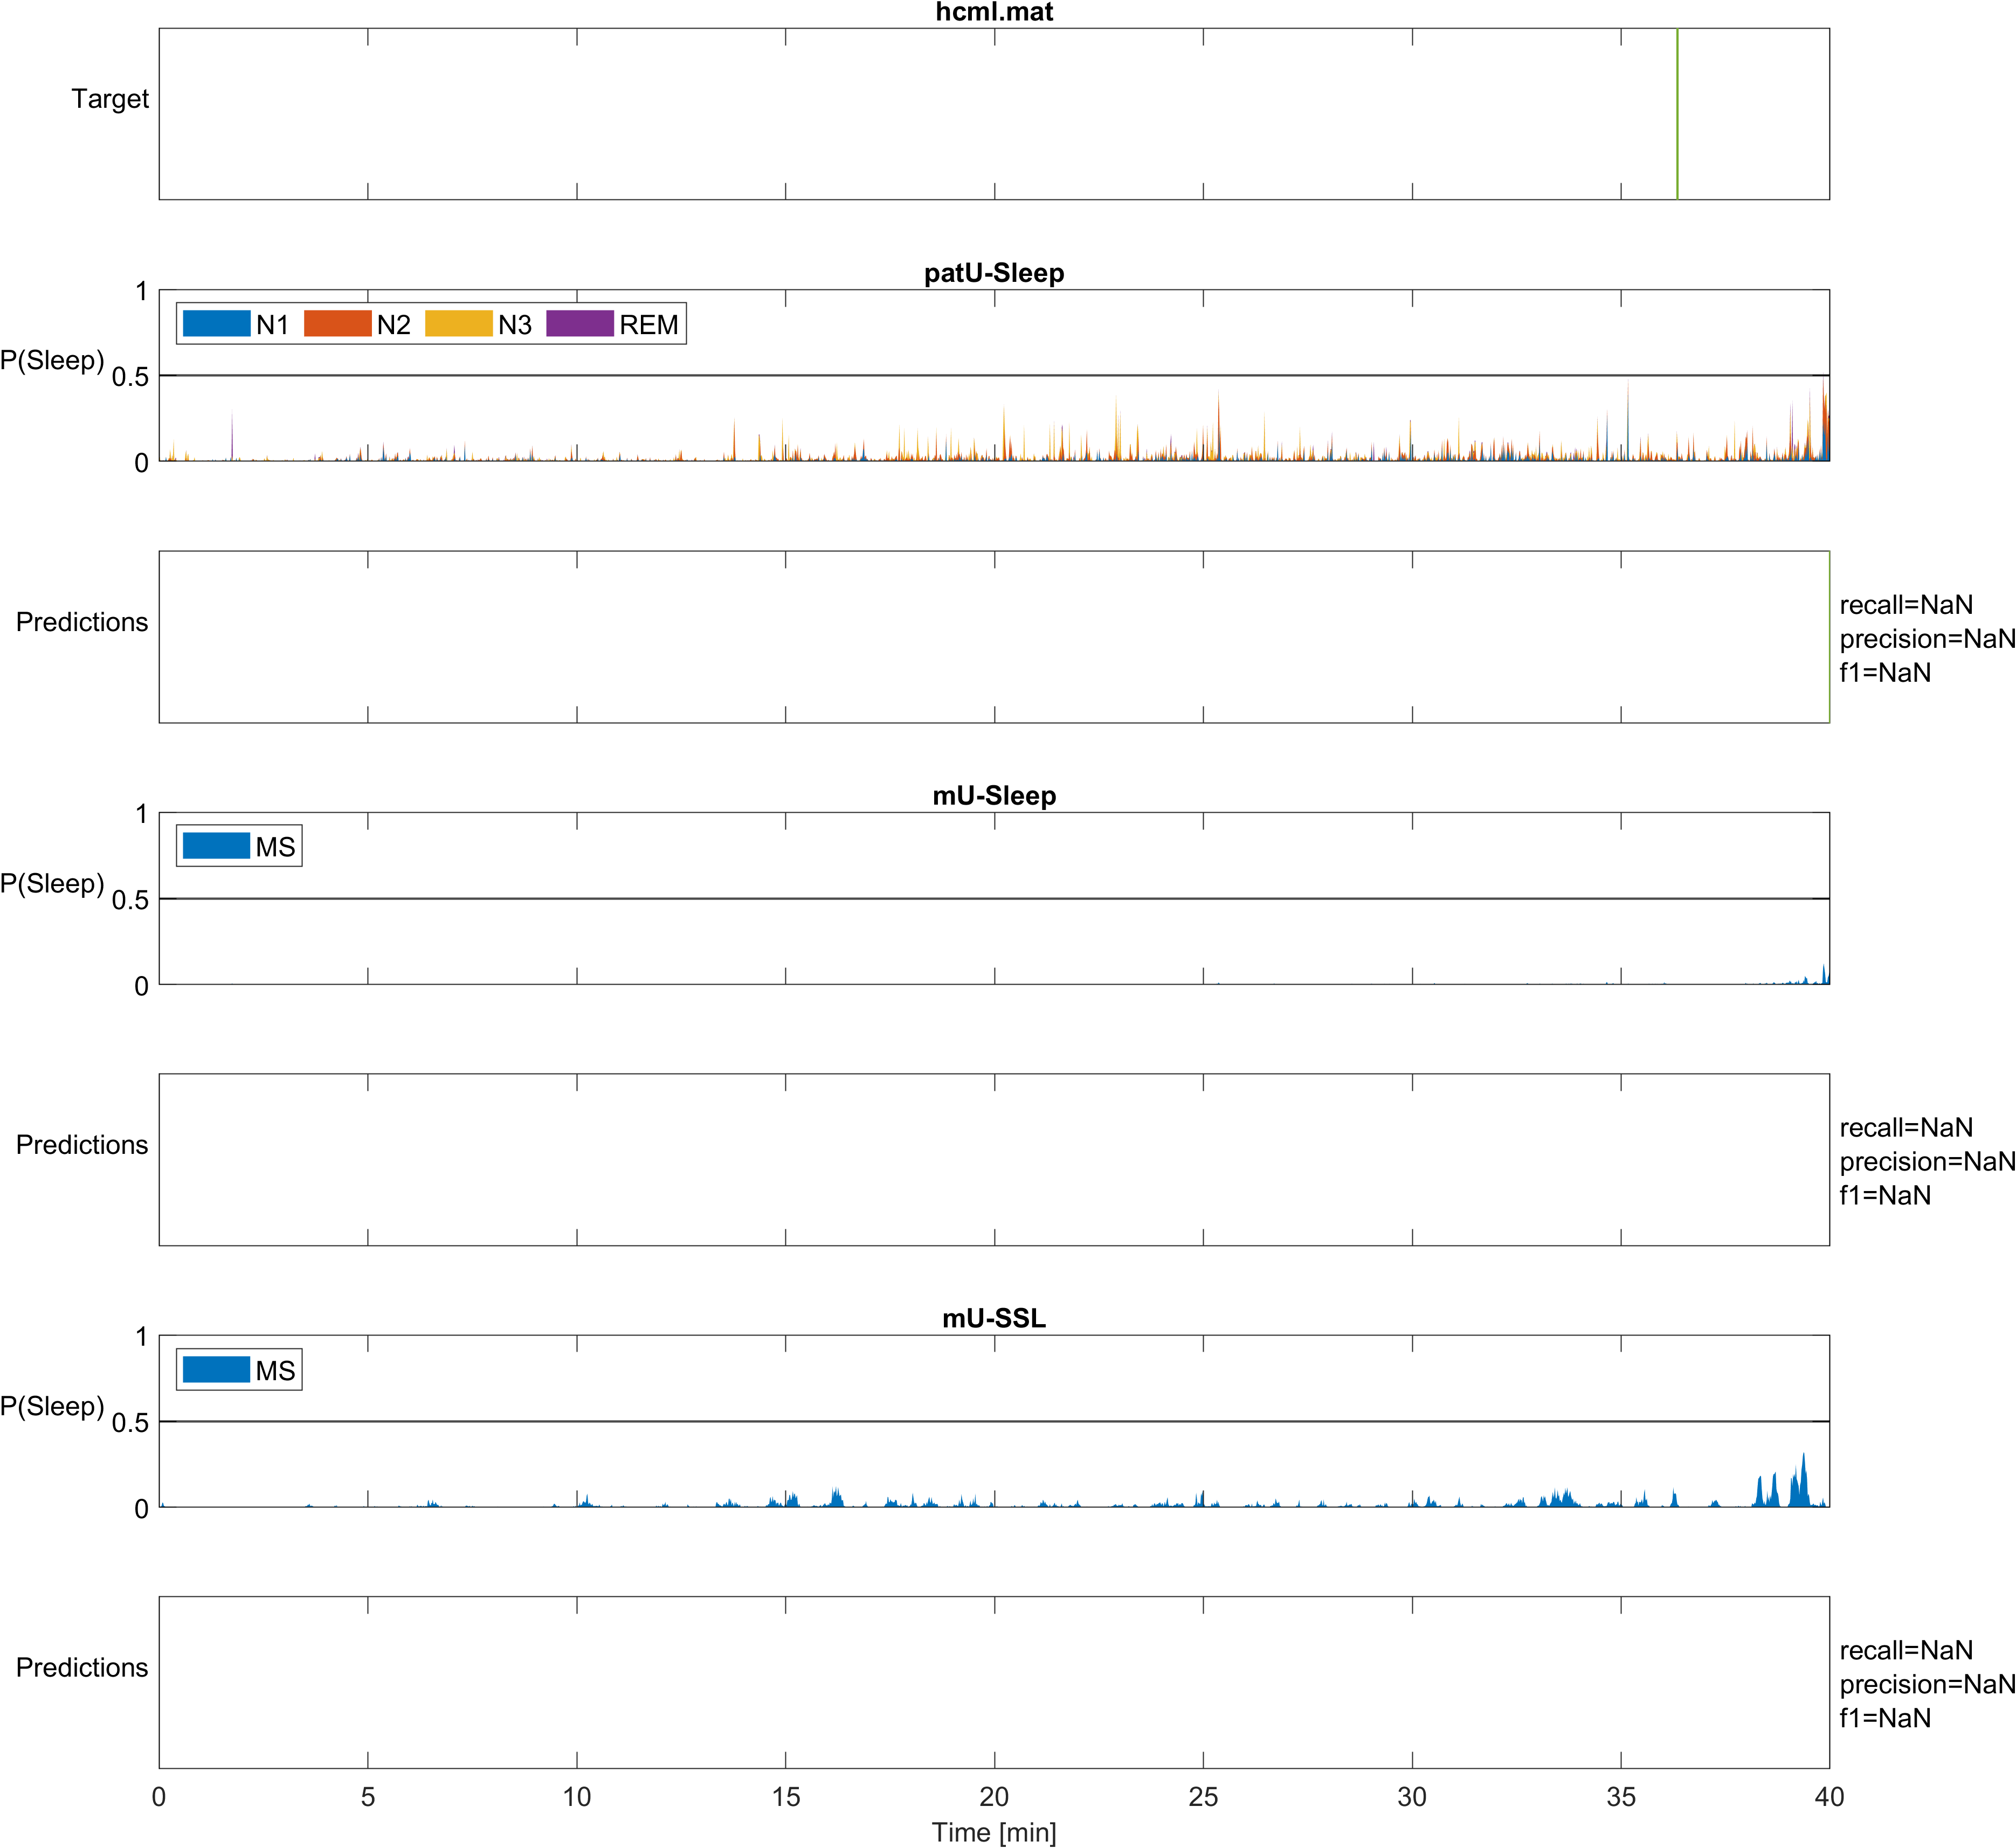 hcml.mat
Target
patU-Sleep
1
N1 N2 N3 REM
P(Sleep)
0.5
0
Predictions
recall=NaN
precision=NaN
f1=NaN
mU-Sleep
1
MS
P(Sleep)
0.5
0
Predictions
recall=NaN
precision=NaN
f1=NaN
mU-SSL
1
MS
P(Sleep)
0.5
0
Predictions
recall=NaN
precision=NaN
f1=NaN
0 5 10 15 20 25 30 35 40
Time [min]